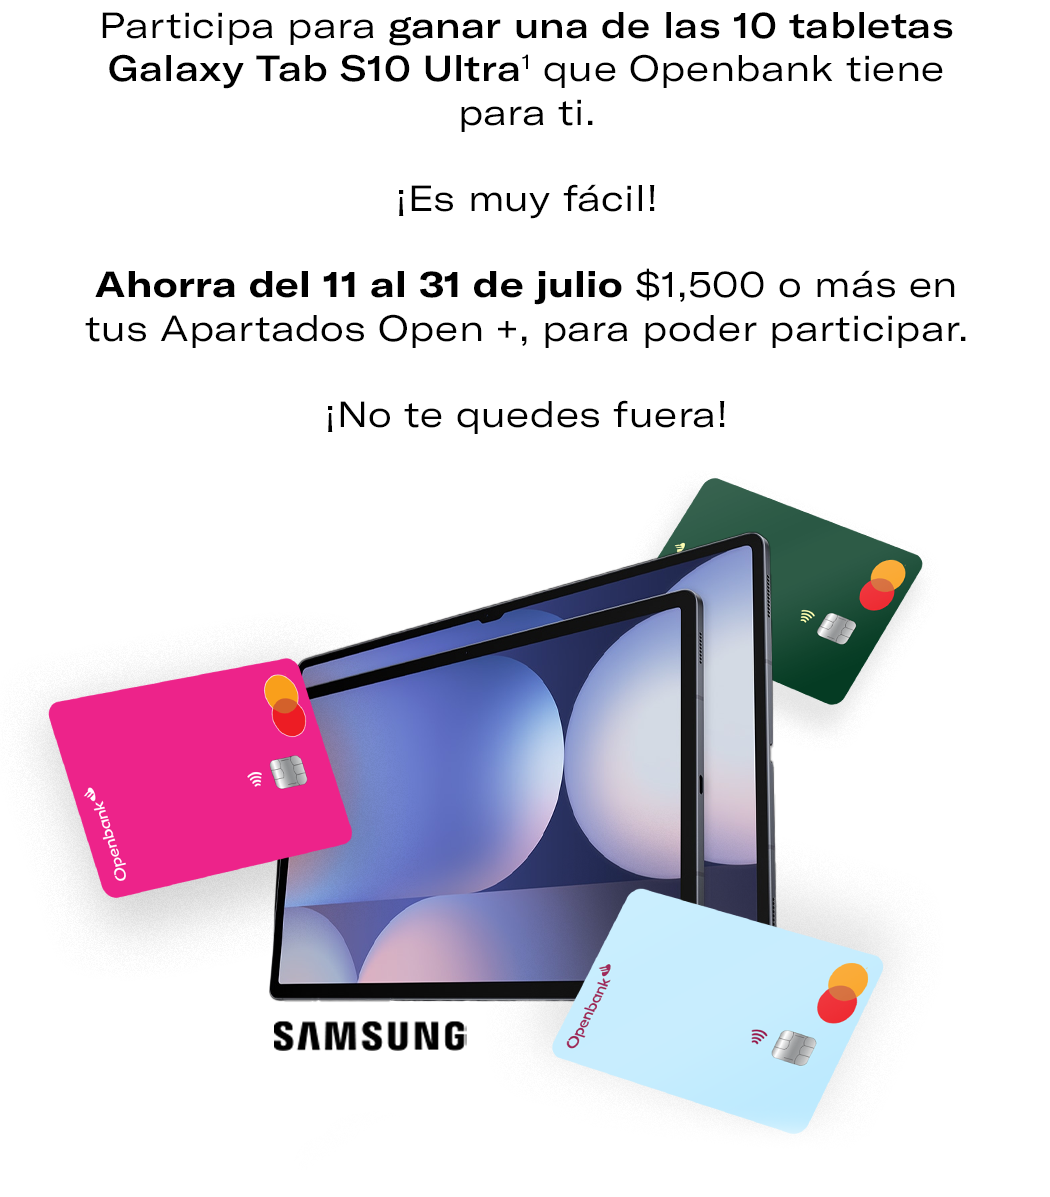 Participa para ganar una de las 10 tabletas
Galaxy Tab S10 Ultra¹ que Openbank tiene
para ti.
¡Es muy fácil!
Ahorra del 11 al 31 de julio $1,500 o más en
tus Apartados Open +, para poder participar.
¡No te quedes fuera!
Openbank
SAMSUNG
Openbank